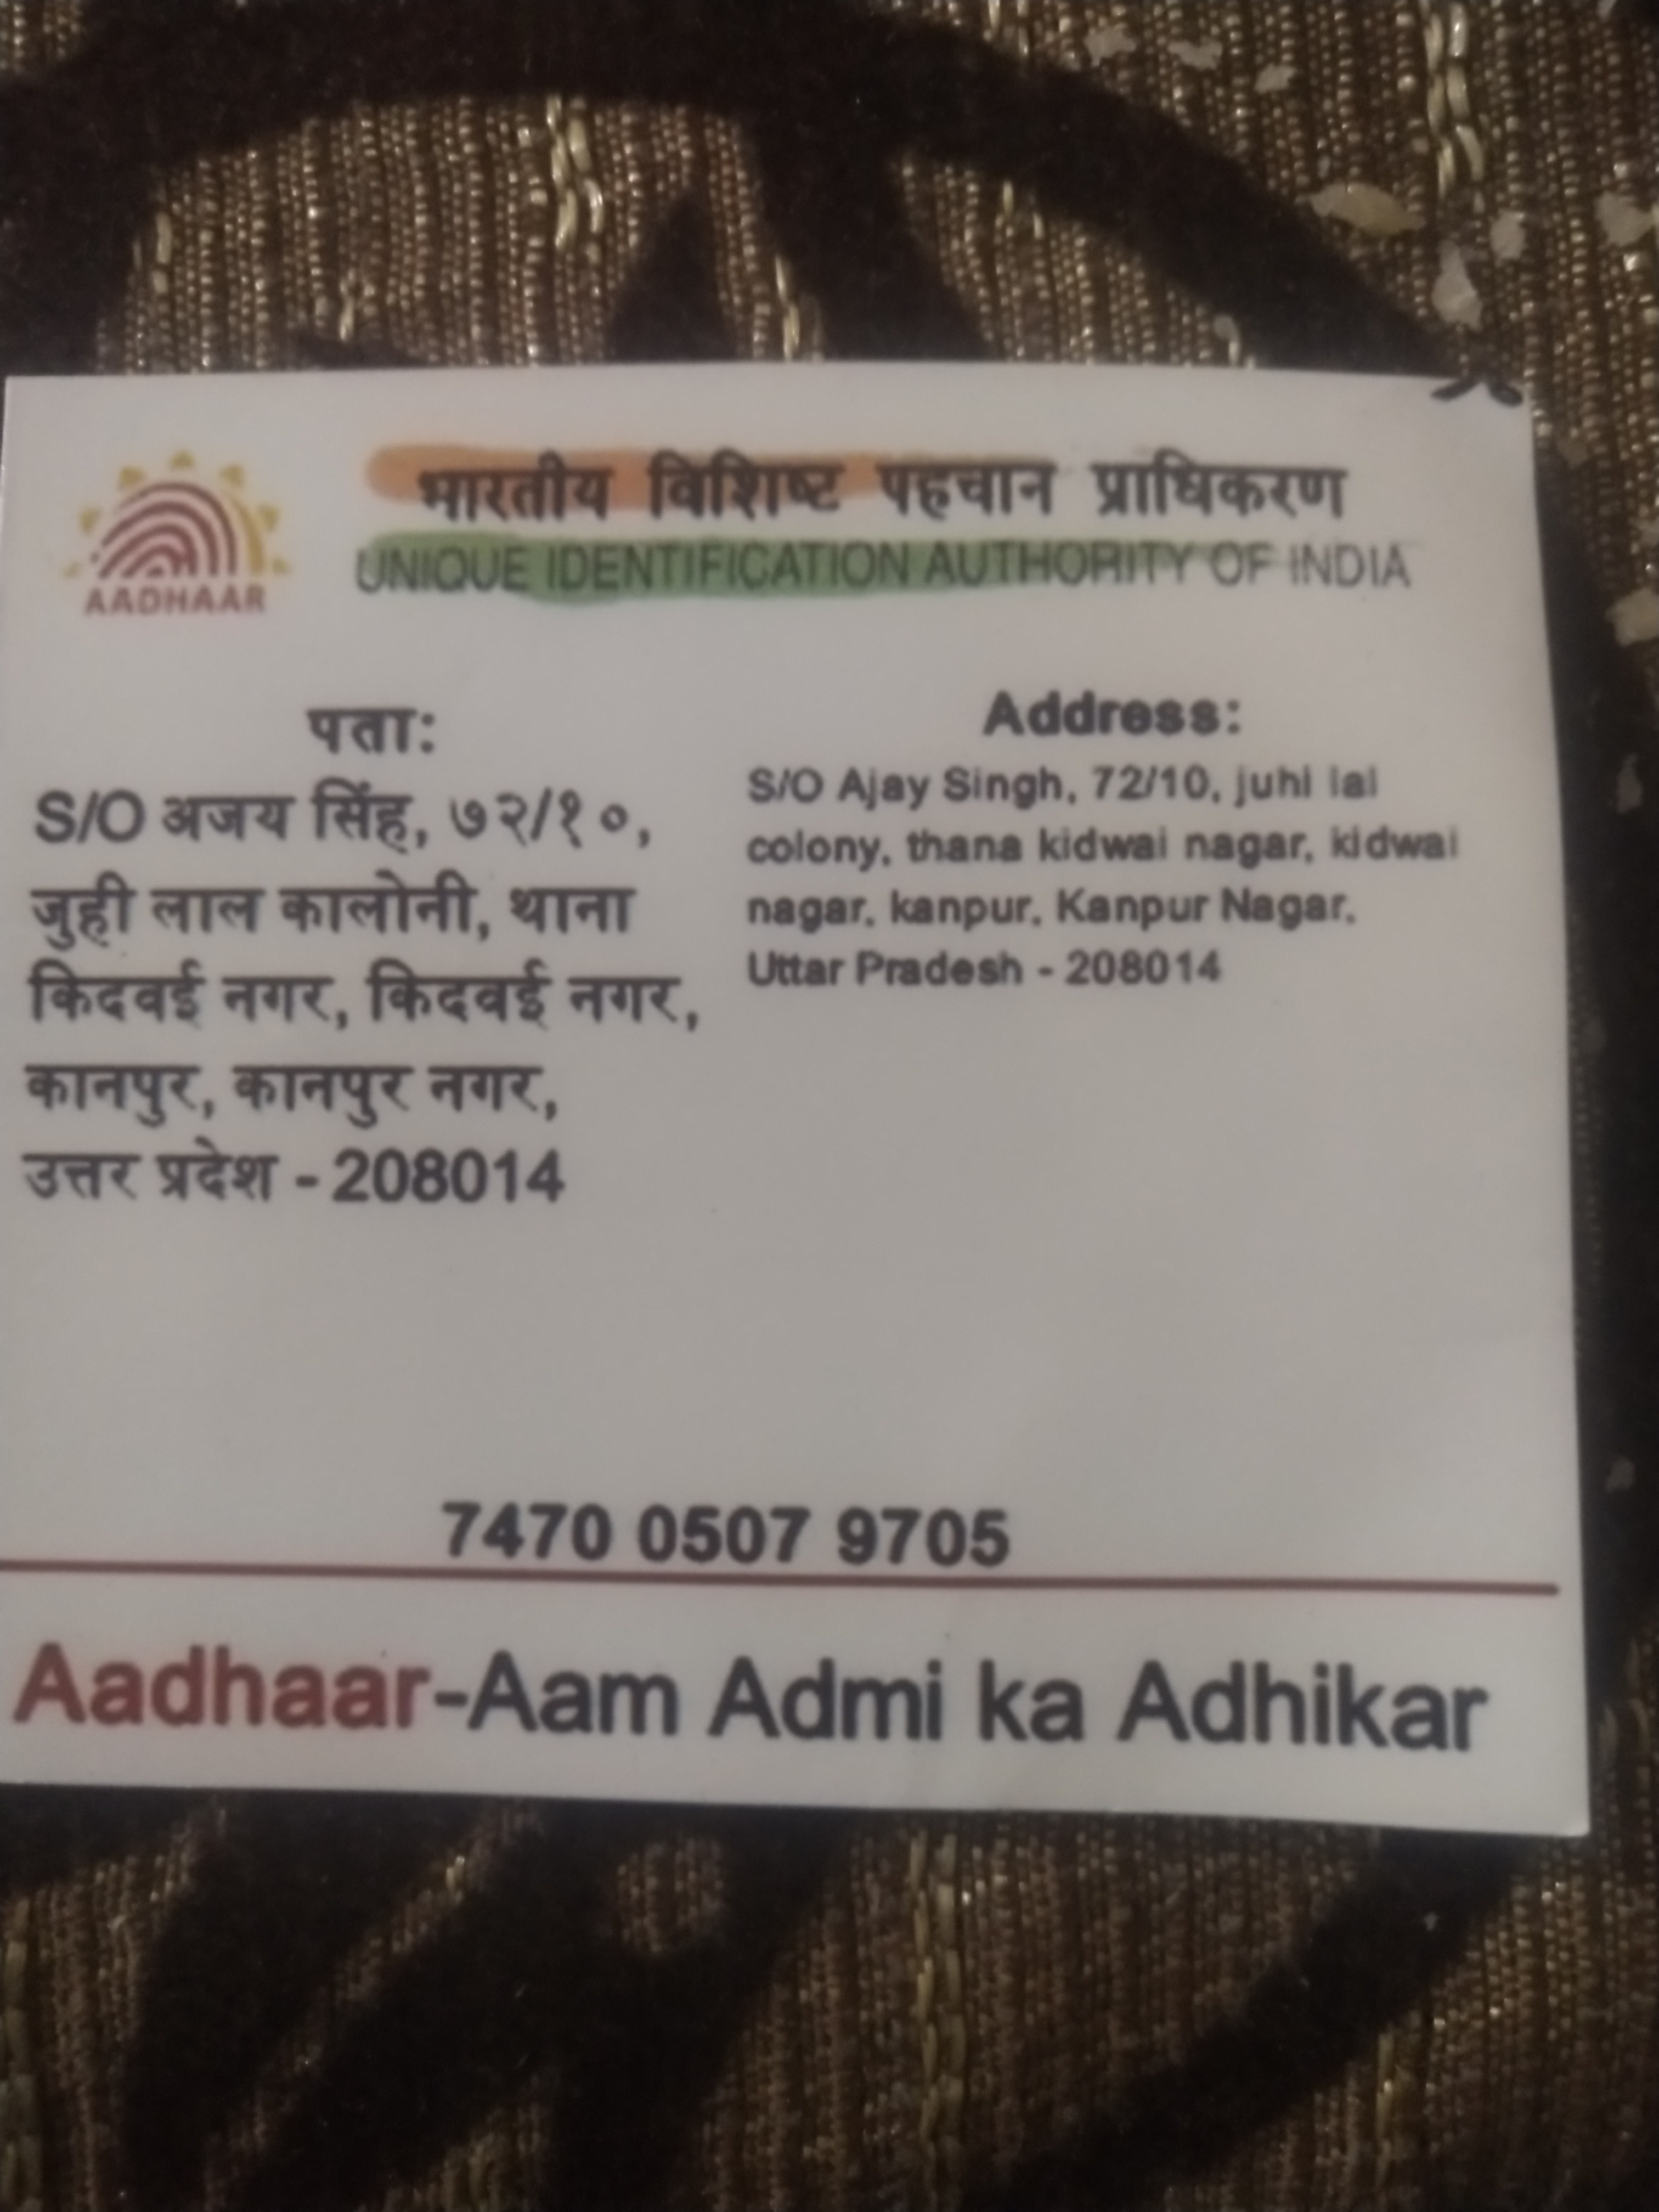 भारतीय विशिष्ट पहचान प्राधिकरण
UNIQUE IDENTIFICATION AUTHORITY OF INDIA
AADHAAR
पता:
S/O अजय सिंह, ७२/१०,
जुही लाल कालोनी, थाना
किदवई नगर, किदवई नगर,
कानपुर, कानपुर नगर,
उत्तर प्रदेश - 208014
Address:
S/O Ajay Singh, 72/10, juhi lal
colony, thana kidwai nagar, kidwai
nagar, kanpur, Kanpur Nagar,
Uttar Pradesh - 208014
7470 0507 9705
Aadhaar-Aam Admi ka Adhikar